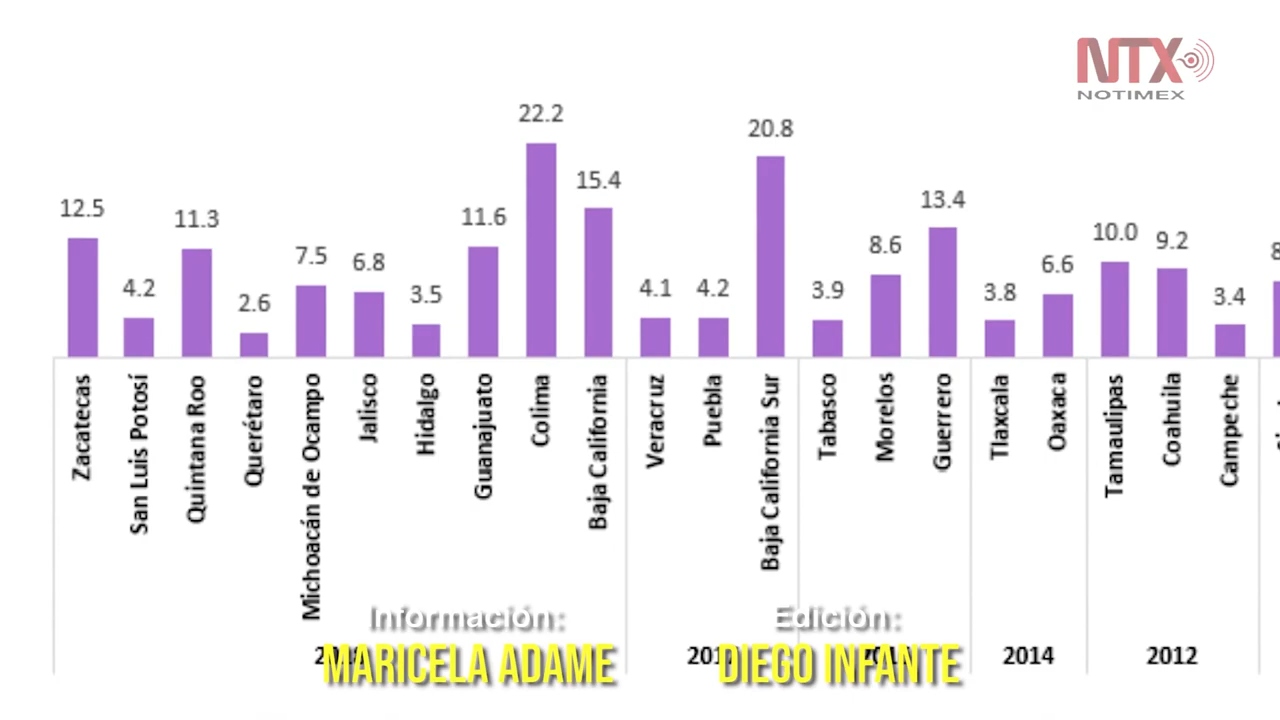 NTX
NOTIMEX
22.2
20.8
15.4
13.4
12.5
11.6
11.3
10.0
9.2
8.6
7.5
6.8
6.6
4.2
4.1
4.2
3.9
3.8
3.5
3.4
2.6
Zacatecas
San Luis Potosí
Quintana Roo
Querétaro
Michoacán de Ocampo
Jalisco
Hidalgo
Guanajuato
Colima
Baja California
Veracruz
Puebla
Baja California Sur
Tabasco
Morelos
Guerrero
Tlaxcala
Oaxaca
Tamaulipas
Coahuila
Campeche
Información:
Edición:
MARICELA ADAME
DIEGO INFANTE
2014
2012